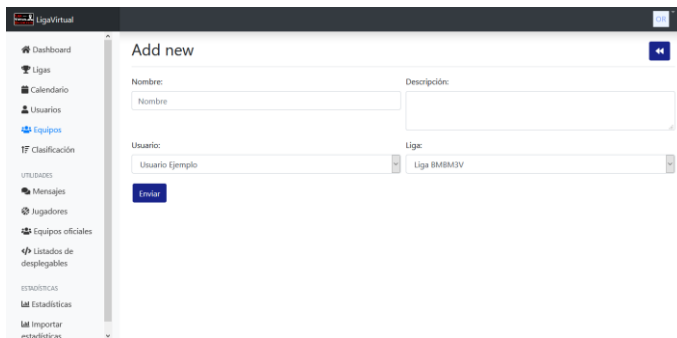 LigaVirtual
OR
Dashboard
Ligas
Calendario
Usuarios
Equipos
Clasificación
UTILIDADES
Mensajes
Jugadores
Equipos oficiales
Listados de
desplegables
ESTADÍSTICAS
Estadísticas
Importar
estadísticas
Add new
Nombre:
Nombre
Descripción:
Usuario:
Usuario Ejemplo
Liga:
Liga BMBM3V
Enviar